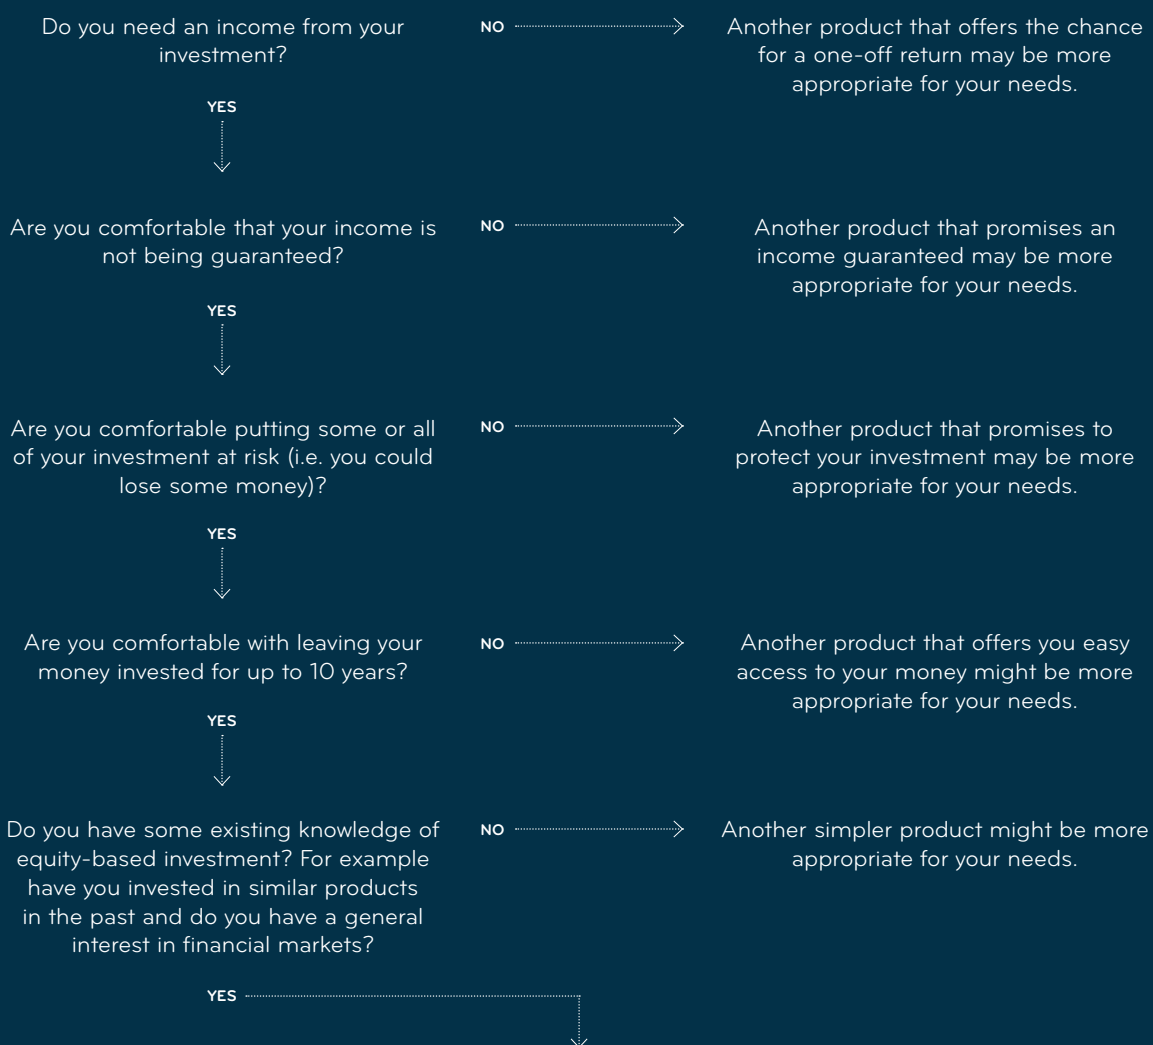 Do you need an income from your
investment?
NO
Another product that offers the chance
for a one-off return may be more
appropriate for your needs.
YES
Are you comfortable that your income is
not being guaranteed?
NO
Another product that promises an
income guaranteed may be more
appropriate for your needs.
YES
Are you comfortable putting some or all
of your investment at risk (i.e. you could
lose some money)?
NO
Another product that promises to
protect your investment may be more
appropriate for your needs.
YES
Are you comfortable with leaving your
money invested for up to 10 years?
NO
Another product that offers you easy
access to your money might be more
appropriate for your needs.
YES
Do you have some existing knowledge of
equity-based investment? For example
have you invested in similar products
in the past and do you have a general
interest in financial markets?
NO
Another simpler product might be more
appropriate for your needs.
YES